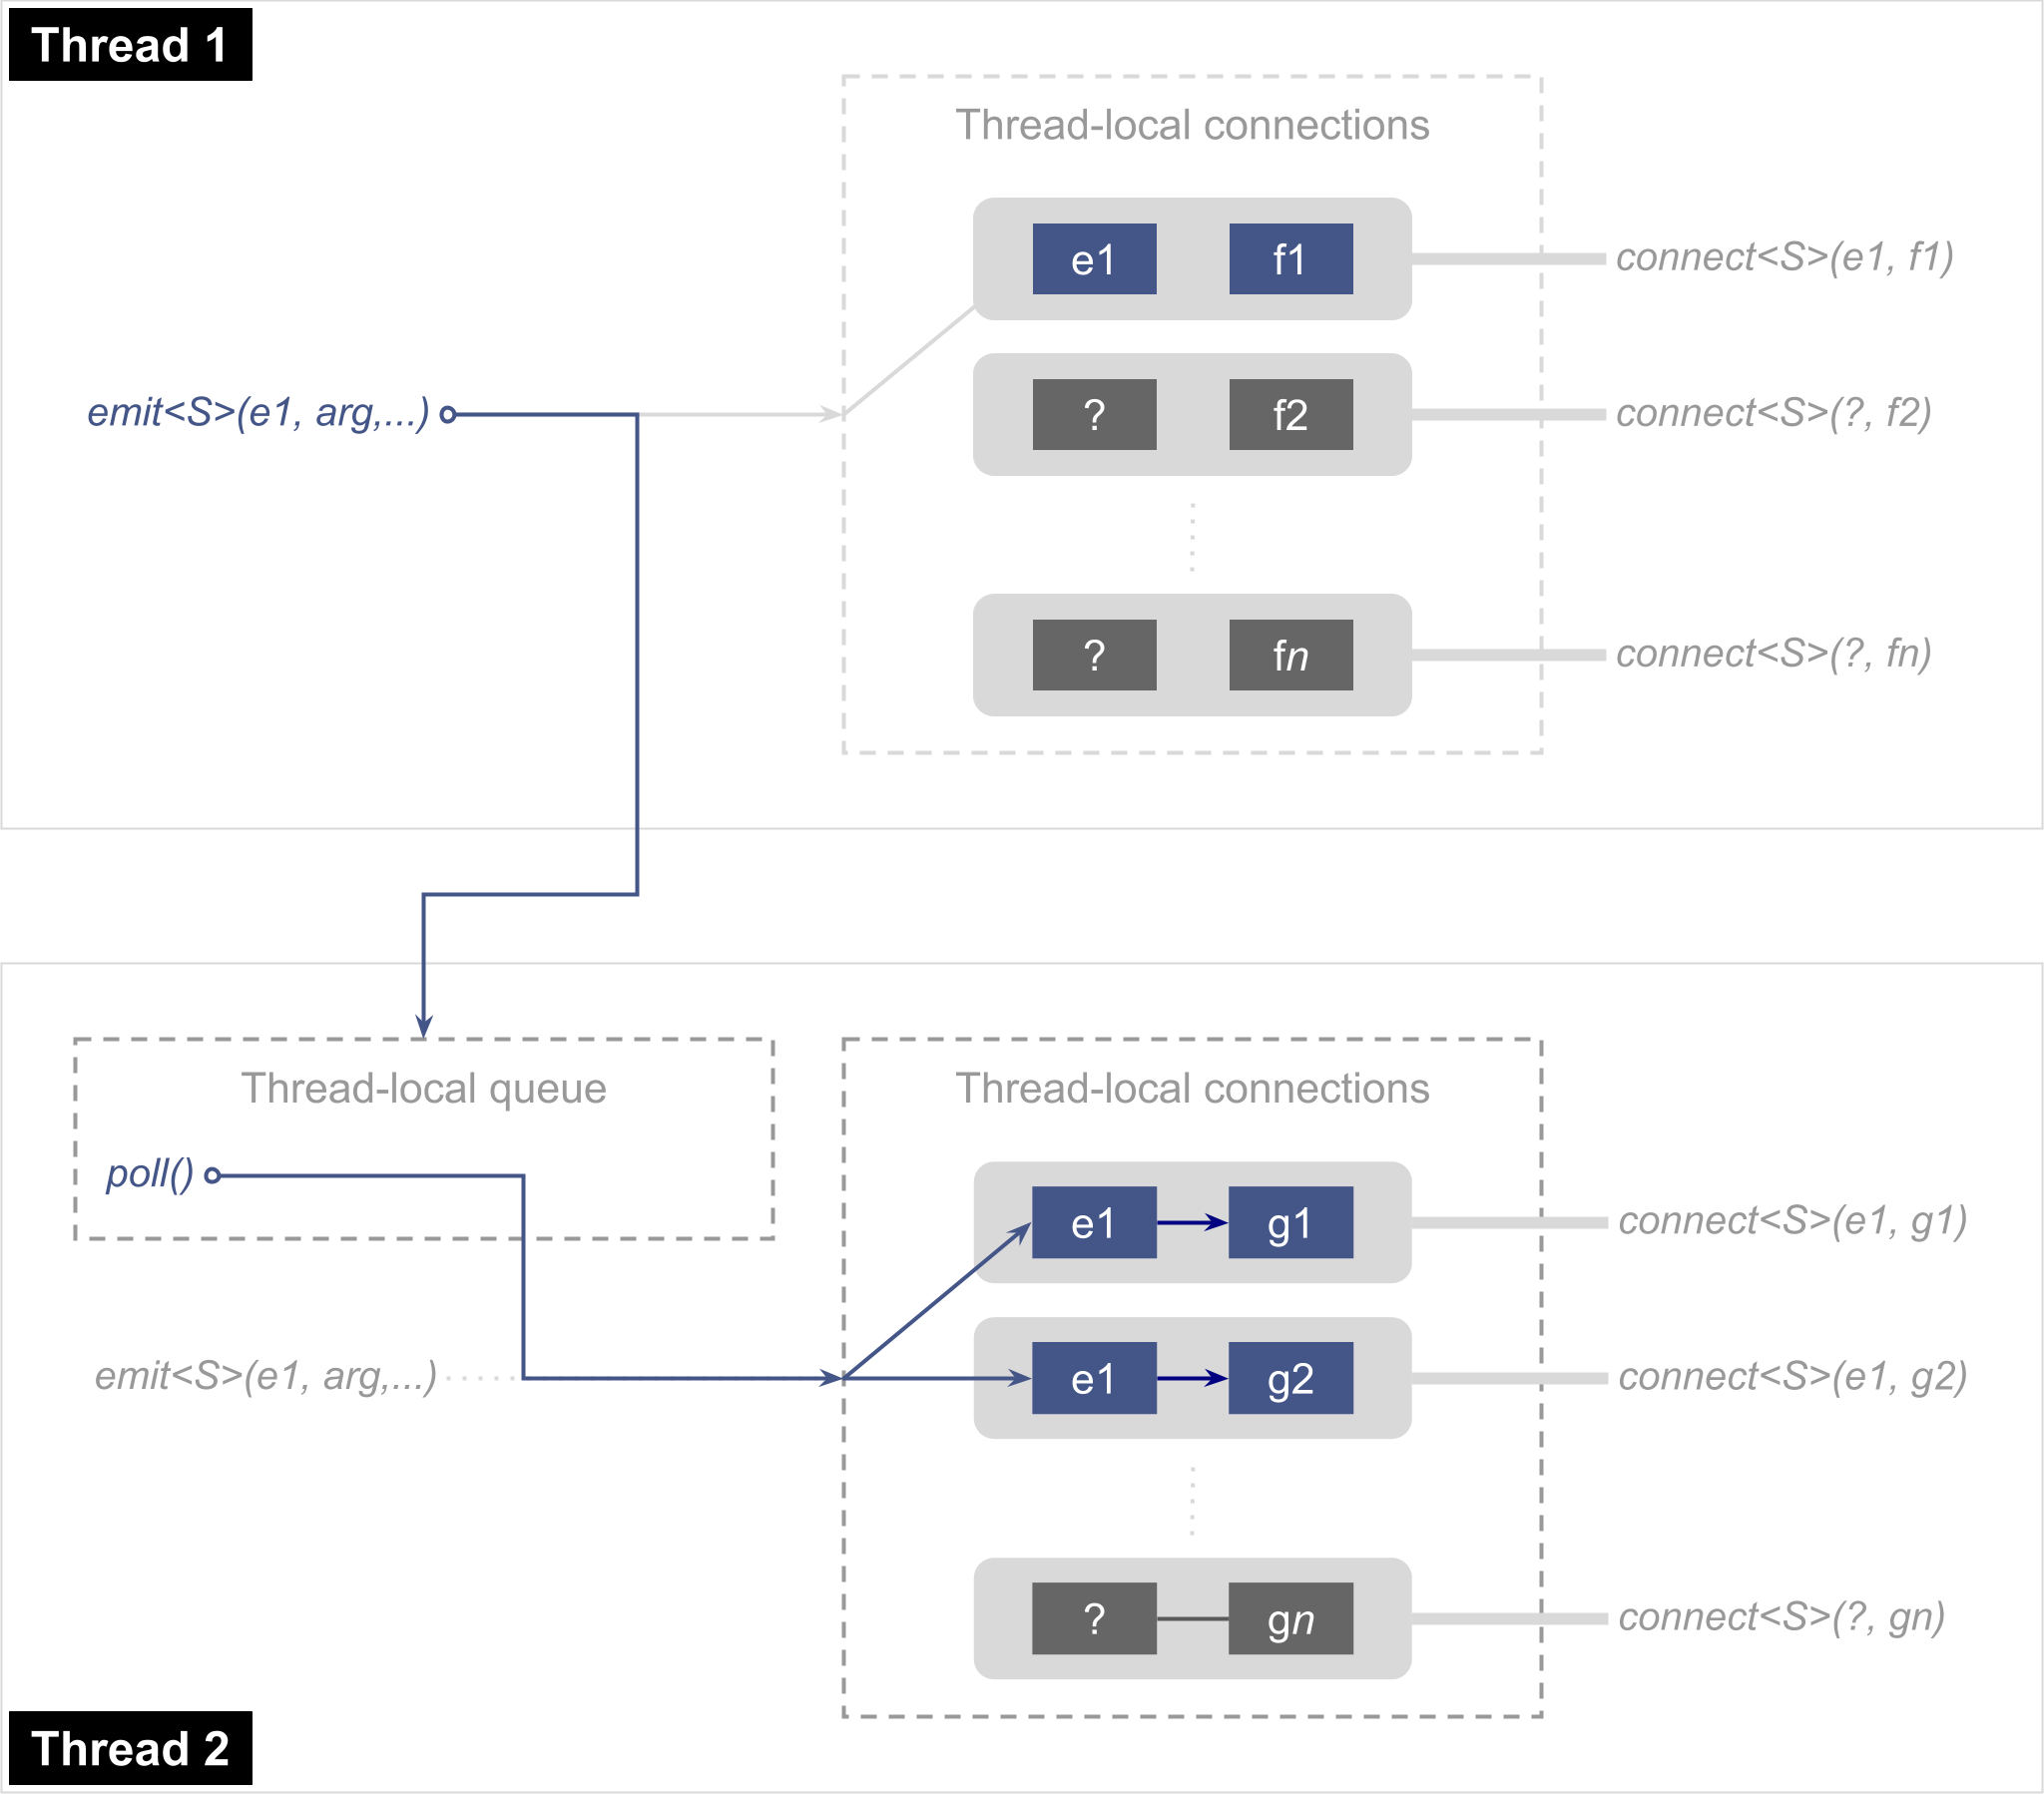 Thread 1
Thread-local connections
e1 f1 connect<S>(e1, f1)
emit<S>(e1, arg,...) ? f2 connect<S>(?, f2)
? fn connect<S>(?, fn)
Thread-local queue
Thread-local connections
poll()
e1 g1 connect<S>(e1, g1)
emit<S>(e1, arg,...) e1 g2 connect<S>(e1, g2)
? gn connect<S>(?, gn)
Thread 2